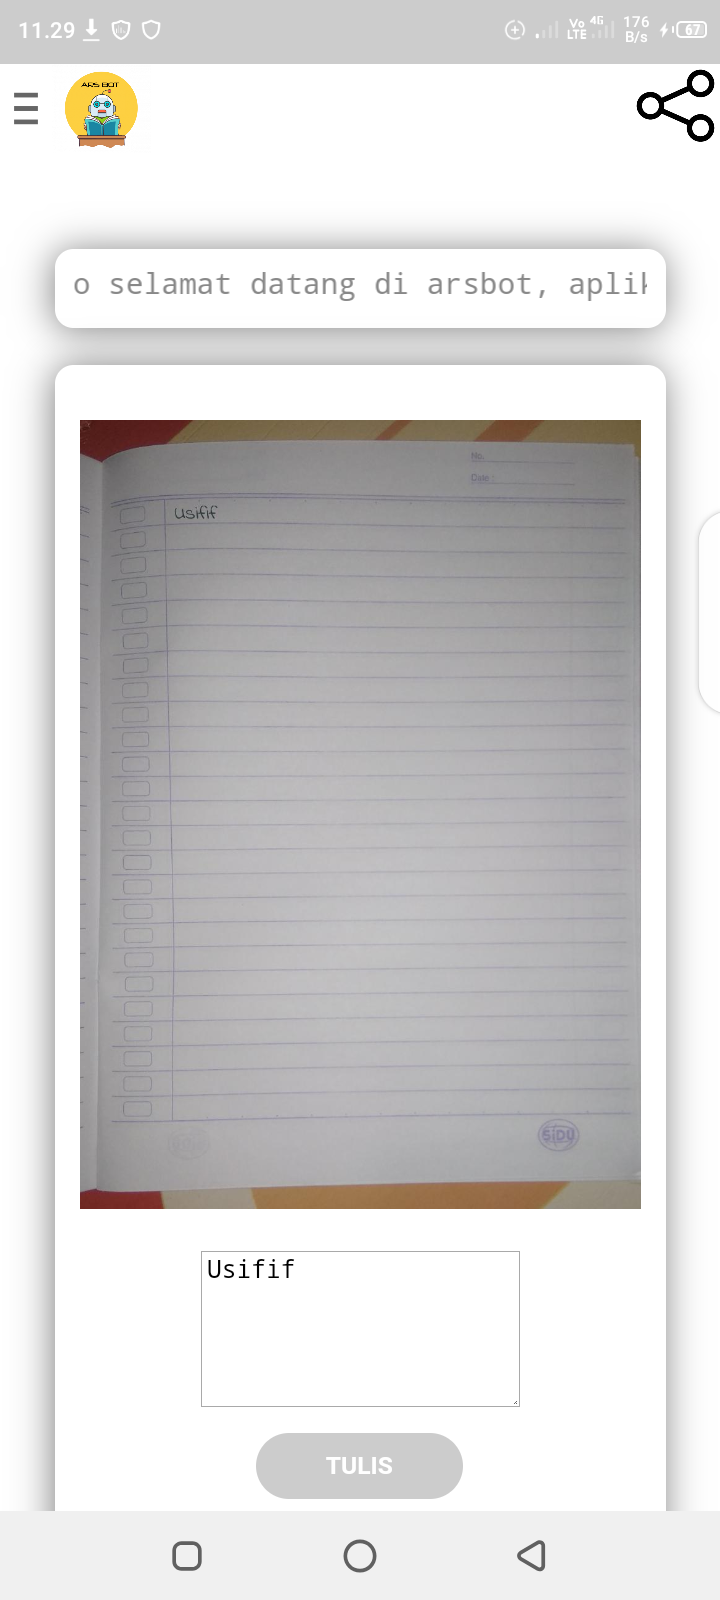 11.29
Vo LTE 4G 176 B/s 67
ARS BOT
o selamat datang di arsbot, aplik
No.
Date :
Usifif
SIDU
Usifif
TULIS